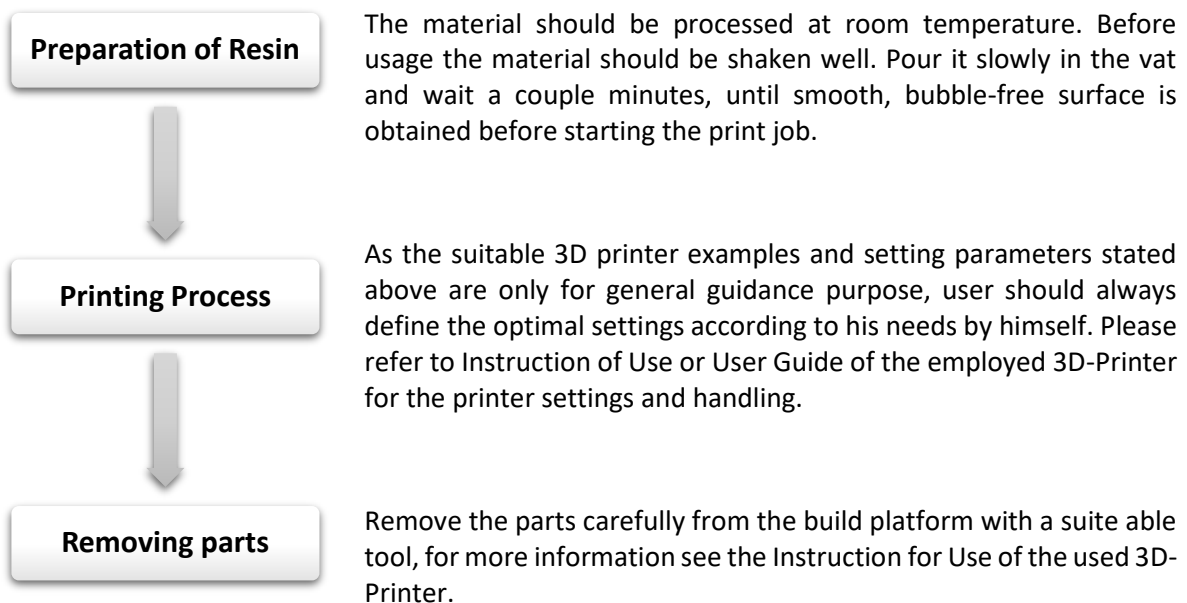 Preparation of Resin
The material should be processed at room temperature. Before
usage the material should be shaken well. Pour it slowly in the vat
and wait a couple minutes, until smooth, bubble-free surface is
obtained before starting the print job.
Printing Process
As the suitable 3D printer examples and setting parameters stated
above are only for general guidance purpose, user should always
define the optimal settings according to his needs by himself. Please
refer to Instruction of Use or User Guide of the employed 3D-Printer
for the printer settings and handling.
Removing parts
Remove the parts carefully from the build platform with a suite able
tool, for more information see the Instruction for Use of the used 3D-
Printer.